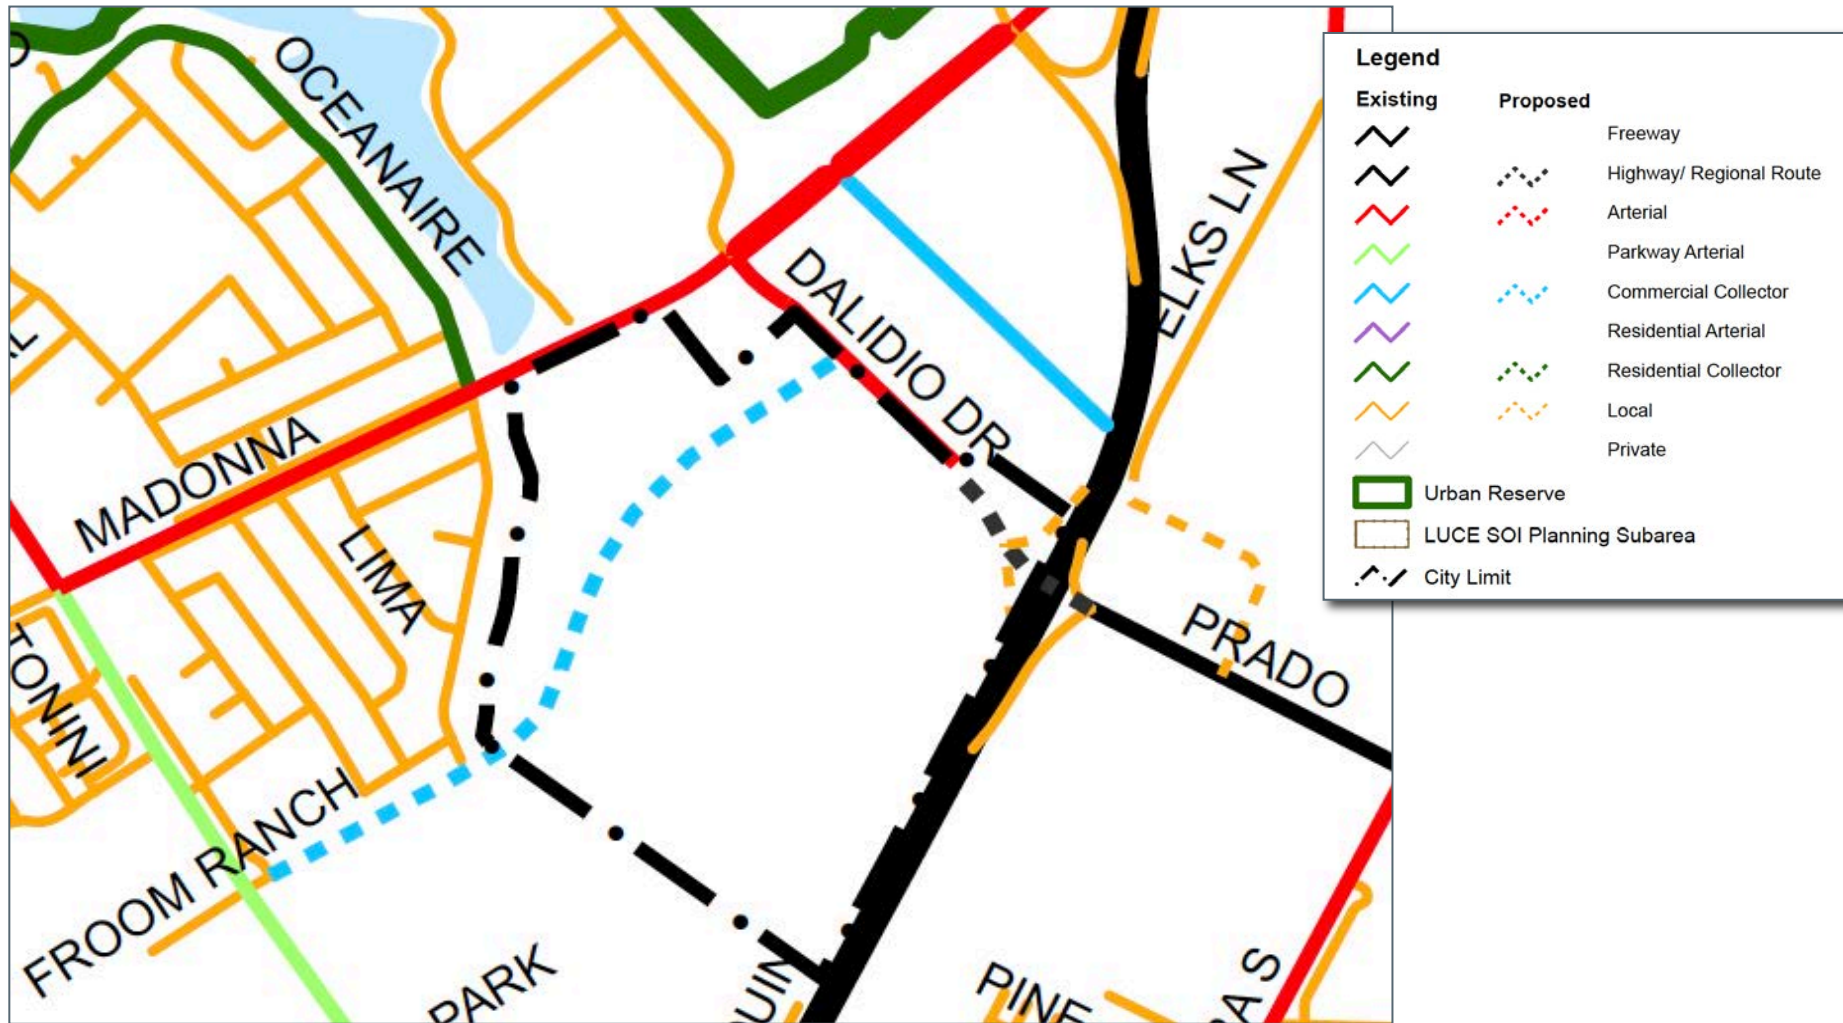 OCEANAIRE
ELKS LN
DALIDIO DR
MADONNA
LIMA
PRADO
TONINI
FROOM RANCH
PARK
PINE
Legend
Existing Proposed
Freeway
Highway/ Regional Route
Arterial
Parkway Arterial
Commercial Collector
Residential Arterial
Residential Collector
Local
Private
Urban Reserve
LUCE SOI Planning Subarea
City Limit